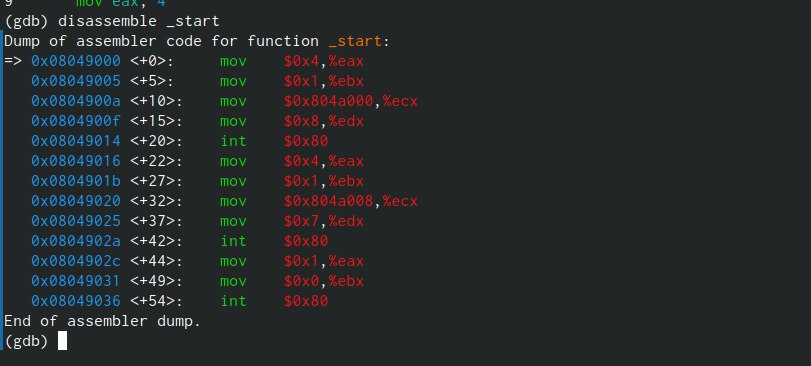 9        mov eax, 4
(gdb) disassemble _start
Dump of assembler code for function _start:
=> 0x08049000 <+0>:     mov    $0x4,%eax
   0x08049005 <+5>:     mov    $0x1,%ebx
   0x0804900a <+10>:    mov    $0x804a000,%ecx
   0x0804900f <+15>:    mov    $0x8,%edx
   0x08049014 <+20>:    int    $0x80
   0x08049016 <+22>:    mov    $0x4,%eax
   0x0804901b <+27>:    mov    $0x1,%ebx
   0x08049020 <+32>:    mov    $0x804a008,%ecx
   0x08049025 <+37>:    mov    $0x7,%edx
   0x0804902a <+42>:    int    $0x80
   0x0804902c <+44>:    mov    $0x1,%eax
   0x08049031 <+49>:    mov    $0x0,%ebx
   0x08049036 <+54>:    int    $0x80
End of assembler dump.
(gdb)